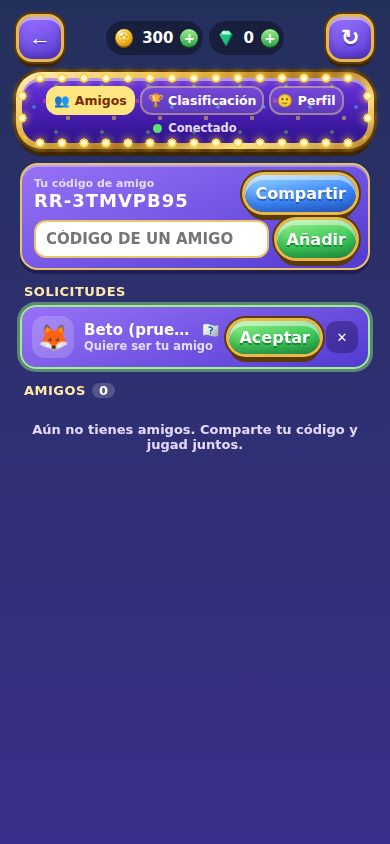 ← 300 + 0 + ↻
Amigos Clasificación Perfil
Conectado
Tu código de amigo
RR-3TMVPB95 Compartir
CÓDIGO DE UN AMIGO Añadir
SOLICITUDES
Beto (prue… ? Aceptar ×
Quiere ser tu amigo
AMIGOS 0
Aún no tienes amigos. Comparte tu código y
jugad juntos.